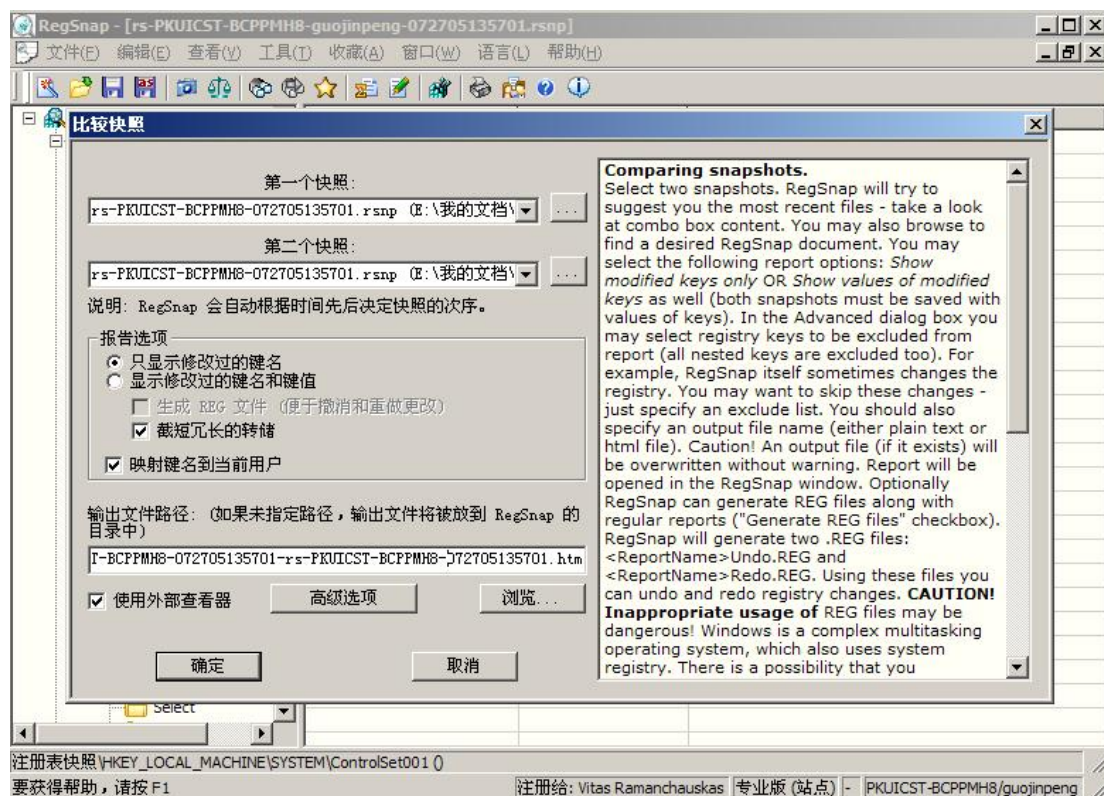 RegSnap - [rs-PKUICST-BCPPMH8-guojinpeng-072705135701.rsnp]
文件(F) 编辑(E) 查看(V) 工具(T) 收藏(A) 窗口(W) 语言(L) 帮助(H)
比较快照
第一个快照:
rs-PKUICST-BCPPMH8-072705135701.rsnp (E:\我的文档\
...
第二个快照:
rs-PKUICST-BCPPMH8-072705135701.rsnp (E:\我的文档\
...
说明: RegSnap 会自动根据时间先后决定快照的次序。
报告选项
只显示修改过的键名
显示修改过的键名和键值
生成 REG 文件 (便于撤消和重做更改)
截短冗长的转储
映射键名到当前用户
输出文件路径: (如果未指定路径,输出文件将被放到 RegSnap 的
目录中)
T-BCPPMH8-072705135701-rs-PKUICST-BCPPMH8-072705135701.htm
使用外部查看器
高级选项
浏览...
确定
取消
Comparing snapshots.
Select two snapshots. RegSnap will try to
suggest you the most recent files - take a look
at combo box content. You may also browse to
find a desired RegSnap document. You may
select the following report options: Show
modified keys only OR Show values of modified
keys as well (both snapshots must be saved with
values of keys). In the Advanced dialog box you
may select registry keys to be excluded from
report (all nested keys are excluded too). For
example, RegSnap itself sometimes changes the
registry. You may want to skip these changes -
just specify an exclude list. You should also
specify an output file name (either plain text or
html file). Caution! An output file (if it exists) will
be overwritten without warning. Report will be
opened in the RegSnap window. Optionally
RegSnap can generate REG files along with
regular reports ("Generate REG files" checkbox).
RegSnap will generate two .REG files:
<ReportName>Undo.REG and
<ReportName>Redo.REG. Using these files you
can undo and redo registry changes. CAUTION!
Inappropriate usage of REG files may be
dangerous! Windows is a complex multitasking
operating system, which also uses system
registry. There is a possibility that you
Select
注册表快照\HKEY_LOCAL_MACHINE\SYSTEM\ControlSet001 ()
要获得帮助,请按 F1
注册给: Vitas Ramanchauskas
专业版 (站点)
-
PKUICST-BCPPMH8/guojinpeng